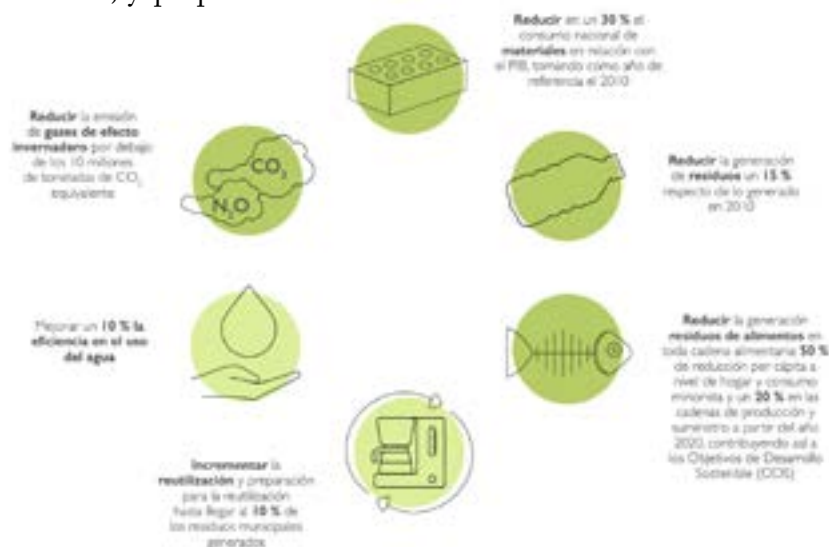 Reducir en un 30 % el
consumo nacional de
materiales en relación con
el PIB, tomando como año de
referencia el 2010
Reducir la emisión
de gases de efecto
invernadero por debajo
de los 10 millones
de toneladas de CO2
equivalente
CO2
N2O
Reducir la generación
de residuos un 15 %
respecto de lo generado
en 2010
Mejorar un 10 % la
eficiencia en el uso
del agua
Reducir la generación
residuos de alimentos en
toda cadena alimentaria: 50 %
de reducción per cápita a
nivel de hogar y consumo
minorista y un 20 % en las
cadenas de producción y
suministro a partir del año
2020, contribuyendo así a
los Objetivos de Desarrollo
Sostenible (ODS)
Incrementar la
reutilización y preparación
para la reutilización
hasta llegar al 10 % de
los residuos municipales
generados